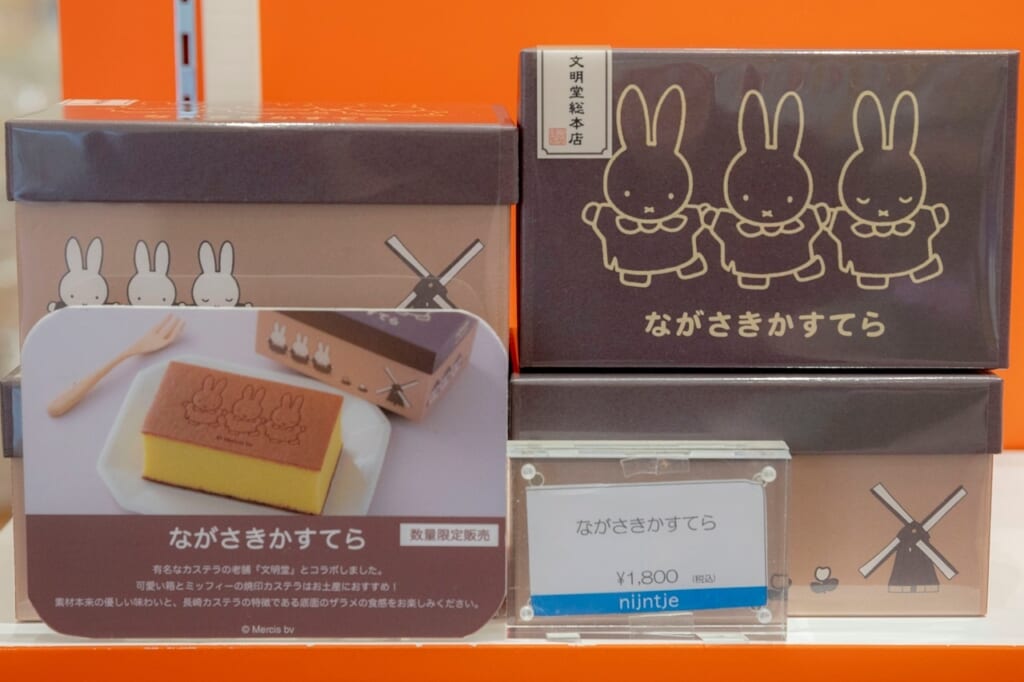 文明堂総本店
ながさきかすてら
© Mercis bv
ながさきかすてら
数量限定販売
有名なカステラの老舗「文明堂」とコラボしました。
可愛い箱とミッフィーの焼印カステラはお土産におすすめ！
素材本来の優しい味わいと、長崎カステラの特徴である底面のザラメの食感をお楽しみください。
© Mercis bv
ながさきかすてら
¥1,800 (税込)
nijntje